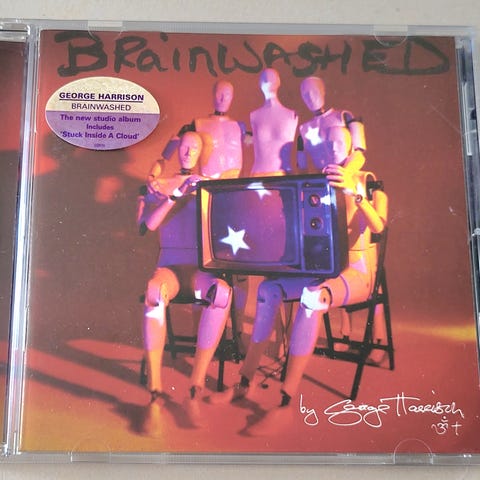 BRainWASHED
GEORGE HARRISON
BRAINWASHED
The new studio album
Includes
'Stuck Inside A Cloud'
by George Harrison
ॐ